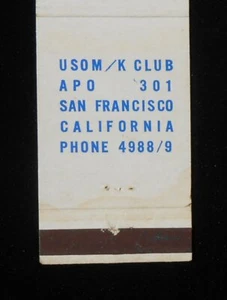 USOM/K CLUB
APO 301
SAN FRANCISCO
CALIFORNIA
PHONE 4988/9